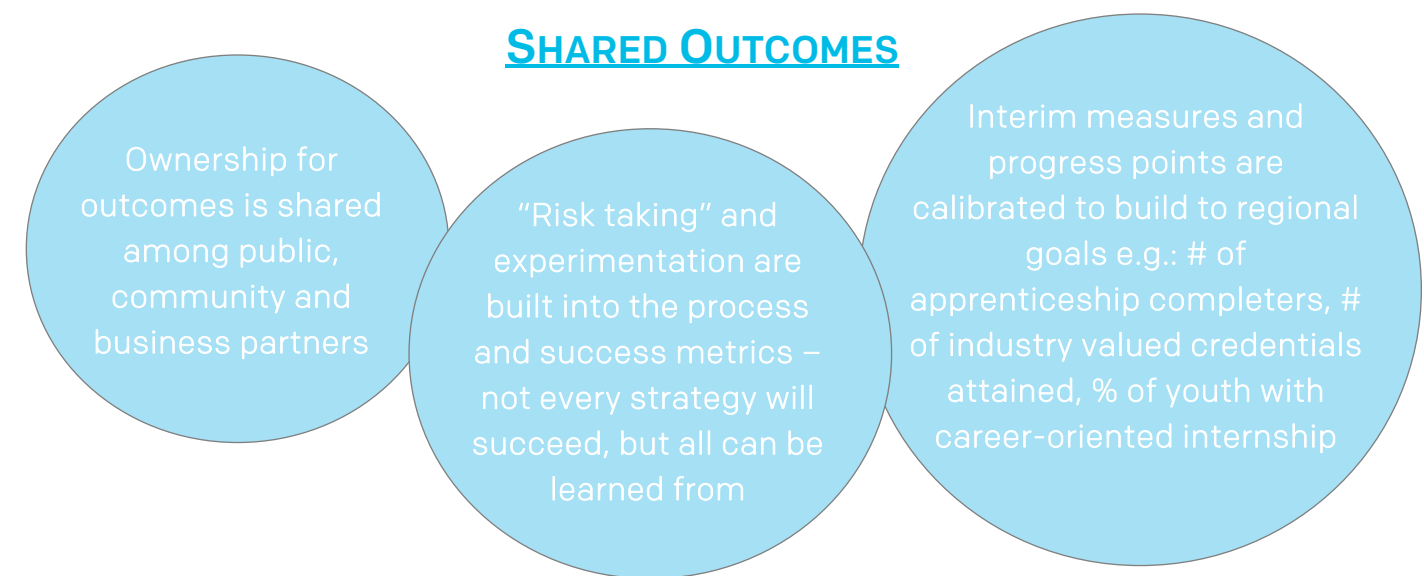 SHARED OUTCOMES
Ownership for
outcomes is shared
among public,
community and
business partners
“Risk taking” and
experimentation are
built into the process
and success metrics –
not every strategy will
succeed, but all can be
learned from
Interim measures and
progress points are
calibrated to build to regional
goals e.g.: # of
apprenticeship completers, #
of industry valued credentials
attained, % of youth with
career-oriented internship